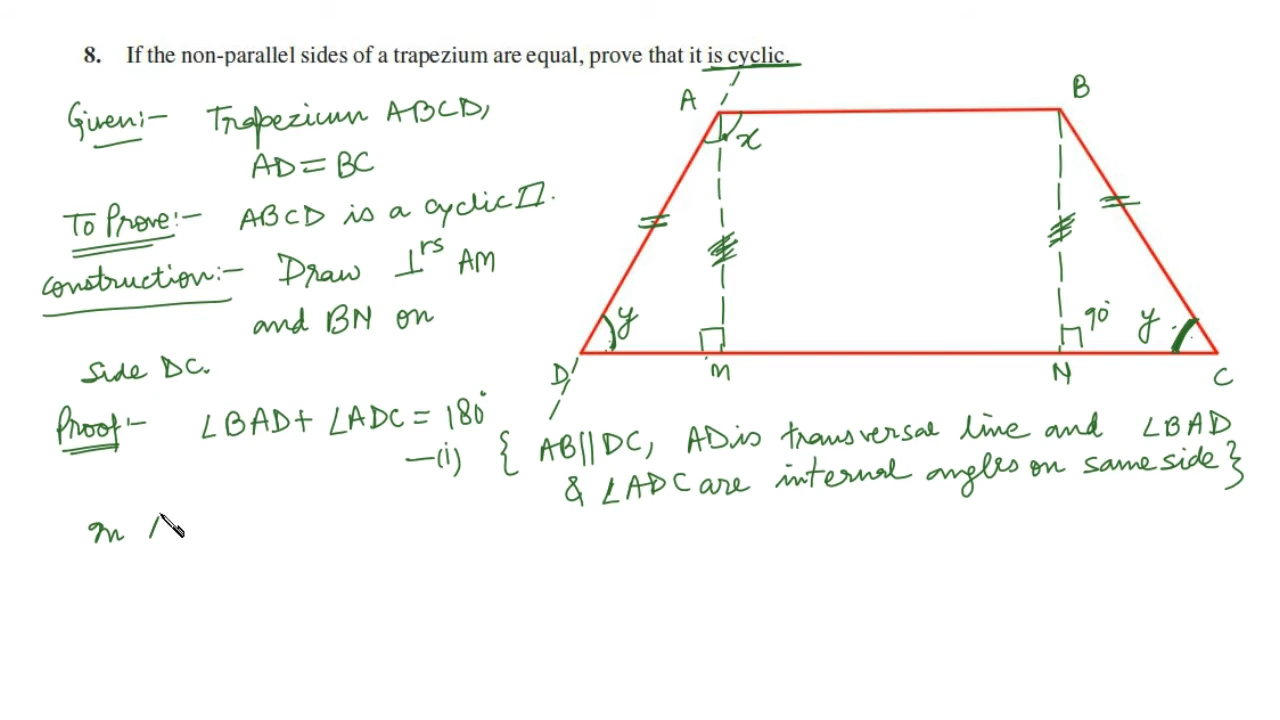 8. If the non-parallel sides of a trapezium are equal, prove that it is cyclic.
Given:- Trapezium ABCD,
AD = BC
To Prove:- ABCD is a cyclic ▱.
Construction:- Draw ⊥rs AM
and BN on
side DC.
Proof:- ∠BAD + ∠ADC = 180°
—(i) { AB || DC, AD is transversal line and ∠BAD
& ∠ADC are internal angles on same side }
In
A
B
x
y
90°
y
D
M
N
C